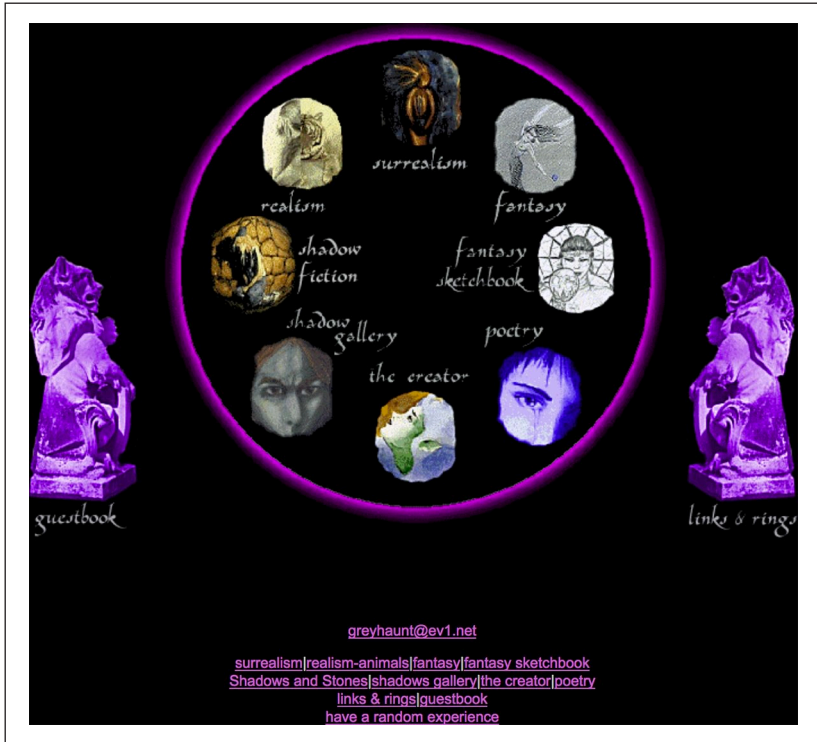 surrealism
realism
fantasy
shadow
fiction
fantasy
sketchbook
shadow
gallery
poetry
the creator
guestbook
links & rings
greyhaunt@ev1.net
surrealism|realism-animals|fantasy|fantasy sketchbook
Shadows and Stones|shadows gallery|the creator|poetry
links & rings|guestbook
have a random experience